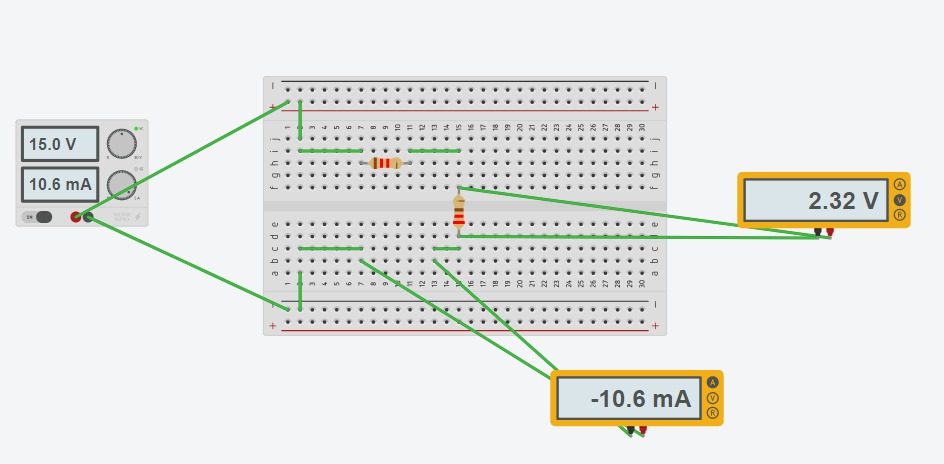 15.0 V
10.6 mA
− −
+ +
1 2 3 4 5 6 7 8 9 10 11 12 13 14 15 16 17 18 19 20 21 22 23 24 25 26 27 28 29 30
j j
i i
h h
g g
f f
e e
d d
c c
b b
a a
1 2 3 4 5 6 7 8 9 10 11 12 13 14 15 16 17 18 19 20 21 22 23 24 25 26 27 28 29 30
− −
+ +
2.32 V
A
V
R
-10.6 mA
A
V
R